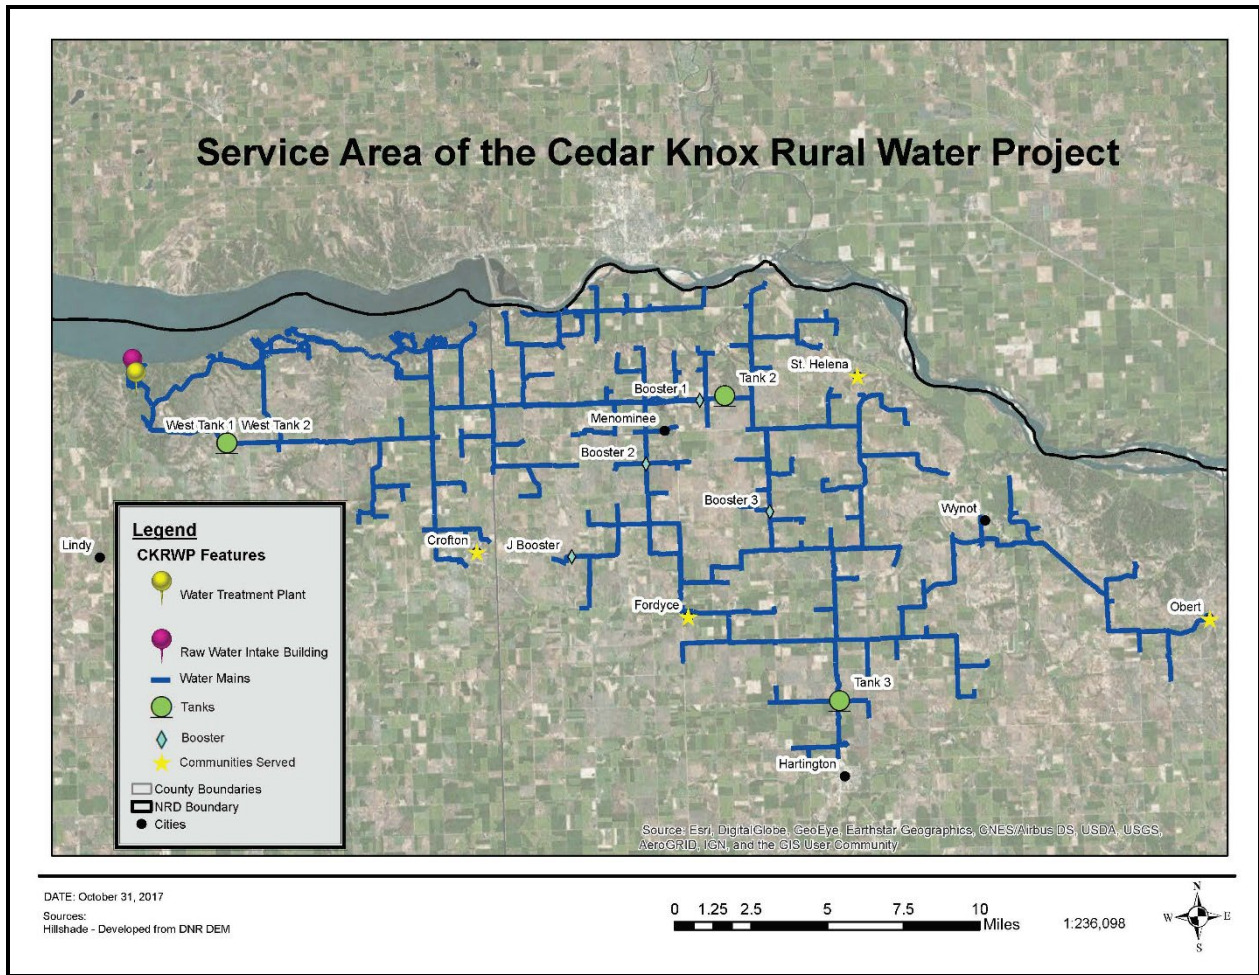 Service Area of the Cedar Knox Rural Water Project
St. Helena
Tank 2
Booster 1
Menominee
West Tank 1
West Tank 2
Booster 2
Booster 3
Wynot
Crofton
J Booster
Lindy
Fordyce
Obert
Tank 3
Hartington
Legend
CKRWP Features
Water Treatment Plant
Raw Water Intake Building
Water Mains
Tanks
Booster
Communities Served
County Boundaries
NRD Boundary
Cities
Source: Esri, DigitalGlobe, GeoEye, Earthstar Geographics, CNES/Airbus DS, USDA, USGS,
AeroGRID, IGN, and the GIS User Community
DATE: October 31, 2017
Sources:
Hillshade - Developed from DNR DEM
0 1.25 2.5 5 7.5 10
Miles
1:236,098
N
W E
S